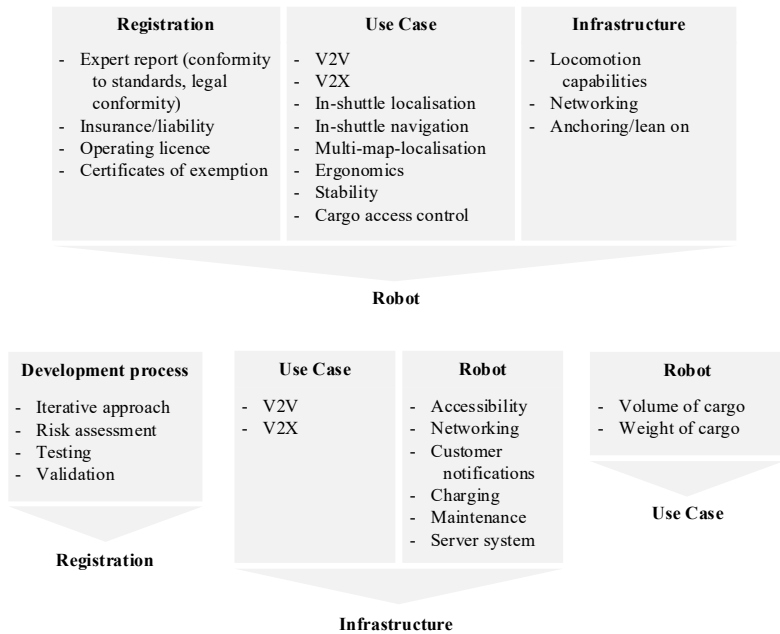 Registration
- Expert report (conformity
to standards, legal
conformity)
- Insurance/liability
- Operating licence
- Certificates of exemption
Use Case
- V2V
- V2X
- In-shuttle localisation
- In-shuttle navigation
- Multi-map-localisation
- Ergonomics
- Stability
- Cargo access control
Infrastructure
- Locomotion
capabilities
- Networking
- Anchoring/lean on
Robot
Development process
- Iterative approach
- Risk assessment
- Testing
- Validation
Registration
Use Case
- V2V
- V2X
Robot
- Accessibility
- Networking
- Customer
notifications
- Charging
- Maintenance
- Server system
Infrastructure
Robot
- Volume of cargo
- Weight of cargo
Use Case